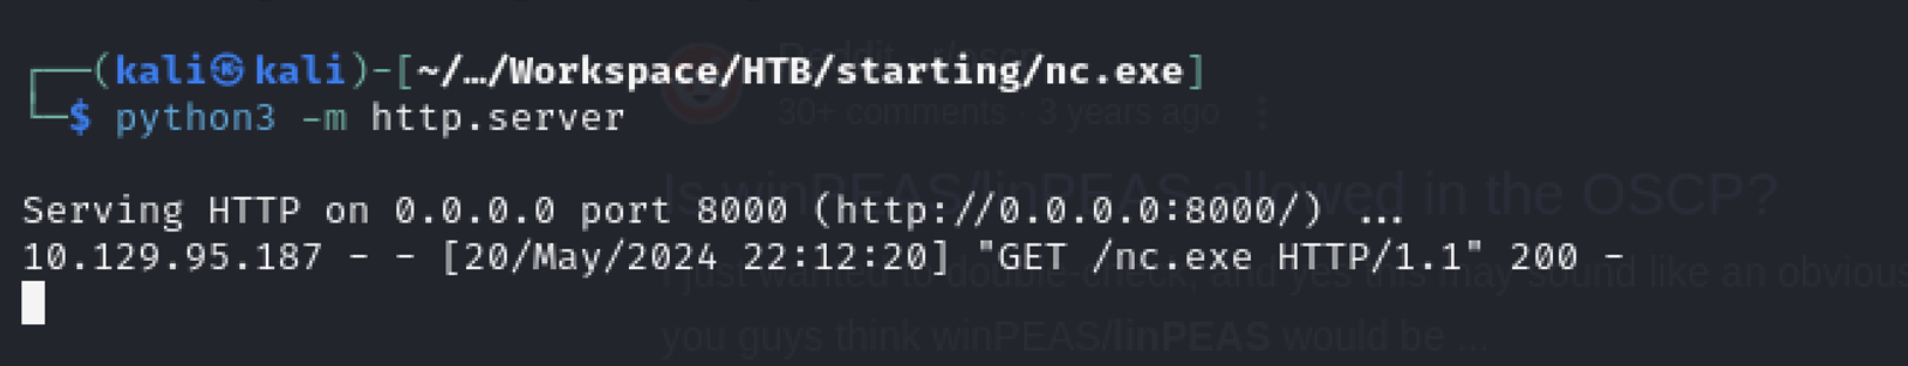 ┌──(kali㉿kali)-[~/…/Workspace/HTB/starting/nc.exe]
└─$ python3 -m http.server
Serving HTTP on 0.0.0.0 port 8000 (http://0.0.0.0:8000/) ...
10.129.95.187 - - [20/May/2024 22:12:20] "GET /nc.exe HTTP/1.1" 200 -
Reddit · r/oscp
30+ comments · 3 years ago
Is winPEAS/linPEAS allowed in the OSCP?
I just wanted to double-check, and yes this may sound like an obvious
you guys think winPEAS/linPEAS would be ...